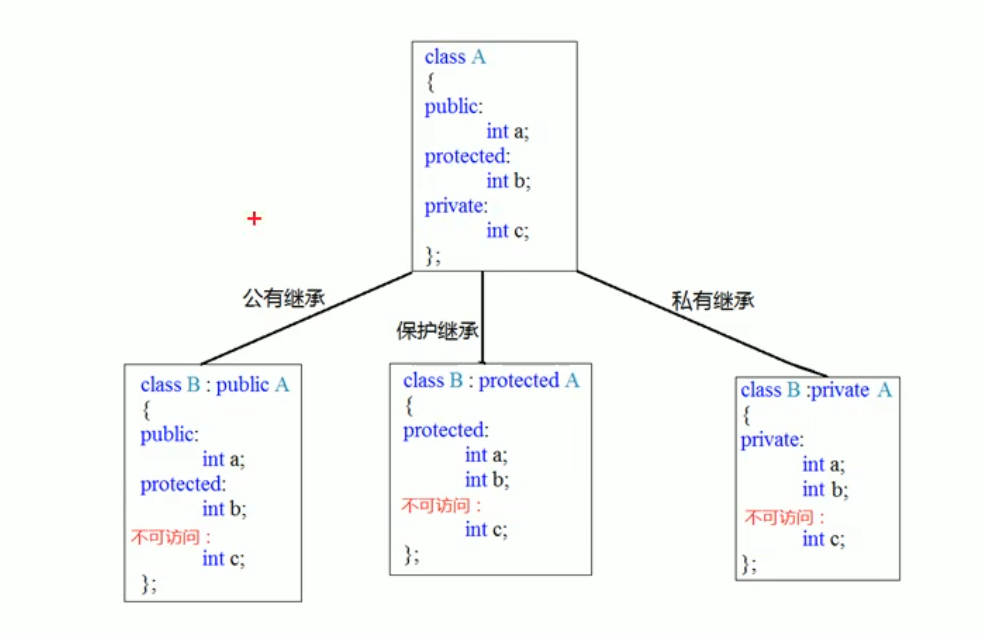 class A
{
public:
int a;
protected:
int b;
private:
int c;
};
公有继承
保护继承
私有继承
class B : public A
{
public:
int a;
protected:
int b;
不可访问：
int c;
};
class B : protected A
{
protected:
int a;
int b;
不可访问：
int c;
};
class B :private A
{
private:
int a;
int b;
不可访问：
int c;
};